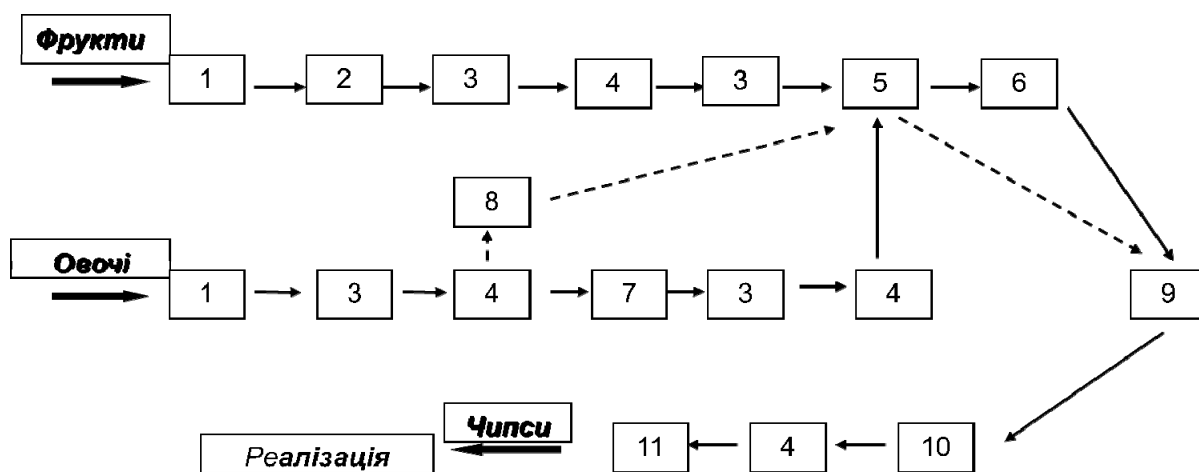 Фрукти
1 2 3 4 3 5 6
8
Овочі
1 3 4 7 3 4 9
Чипси
Реалізація 11 4 10